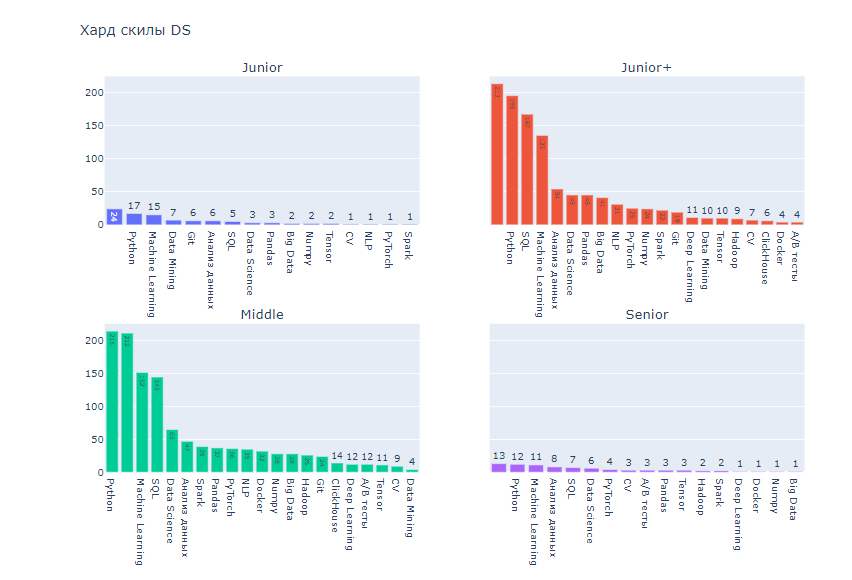 Хард скилы DS
Junior
200
150
100
50
0
24
17
15
7
6
6
5
3
3
2
2
2
1
1
1
1
Python
Machine Learning
Data Mining
Git
Анализ данных
SQL
Data Science
Pandas
Big Data
Numpy
Tensor
CV
NLP
PyTorch
Spark
Junior+
213
167
54
11
10
10
9
7
6
4
4
Python
SQL
Machine Learning
Анализ данных
Data Science
Pandas
Big Data
NLP
PyTorch
Numpy
Spark
Git
Deep Learning
Data Mining
Tensor
Hadoop
CV
ClickHouse
Docker
A/B тесты
Middle
200
150
100
50
0
212
152
14
12
12
11
9
4
Python
Machine Learning
SQL
Data Science
Анализ данных
Spark
Pandas
PyTorch
NLP
Docker
Numpy
Big Data
Hadoop
Git
ClickHouse
Deep Learning
A/B тесты
Tensor
CV
Data Mining
Senior
13
12
11
8
7
6
4
3
3
3
3
2
2
1
1
1
1
Python
Machine Learning
Анализ данных
SQL
Data Science
PyTorch
CV
A/B тесты
Pandas
Tensor
Hadoop
Spark
Deep Learning
Docker
Numpy
Big Data